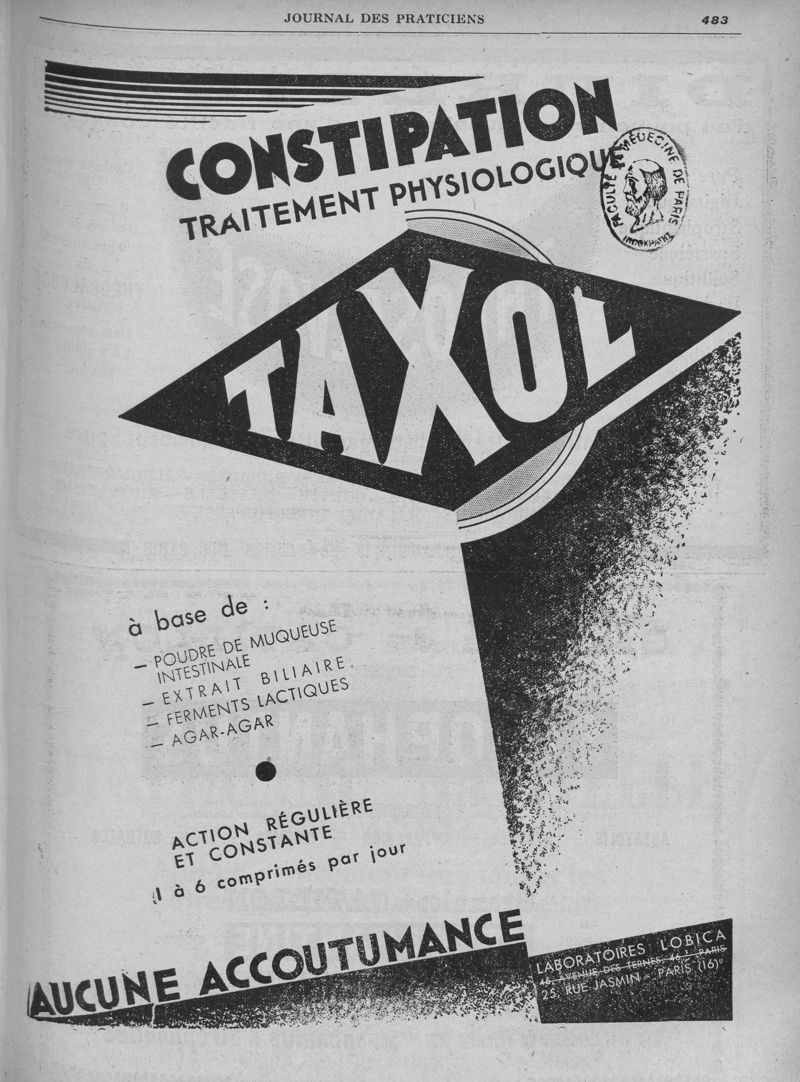 JOURNAL DES PRATICIENS
483
CONSTIPATION
TRAITEMENT PHYSIOLOGIQUE
FACULTÉ DE MÉDECINE DE PARIS
TAXOL
à base de :
— POUDRE DE MUQUEUSE
INTESTINALE
— EXTRAIT BILIAIRE
— FERMENTS LACTIQUES
— AGAR-AGAR
ACTION RÉGULIÈRE
ET CONSTANTE
1 à 6 comprimés par jour
AUCUNE ACCOUTUMANCE
LABORATOIRES LOBICA
46, AVENUE DES TERNES, 46 - PARIS
25, RUE JASMIN - PARIS (16)e